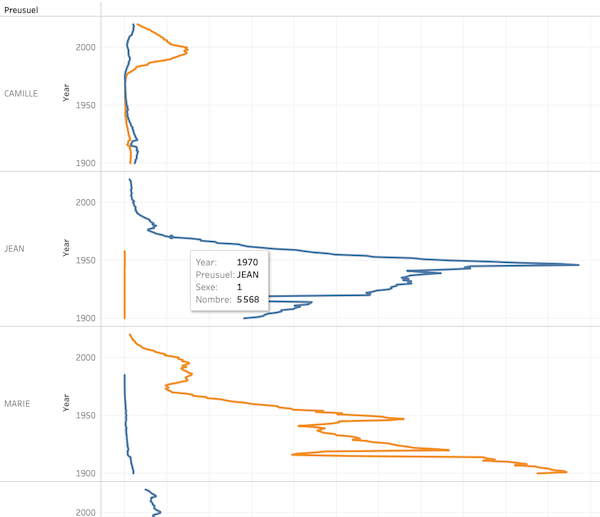 Preusuel
CAMILLE
Year
2000
1950
1900
JEAN
Year
2000
1950
1900
Year: 1970
Preusuel: JEAN
Sexe: 1
Nombre: 5568
MARIE
Year
2000
1950
1900
2000